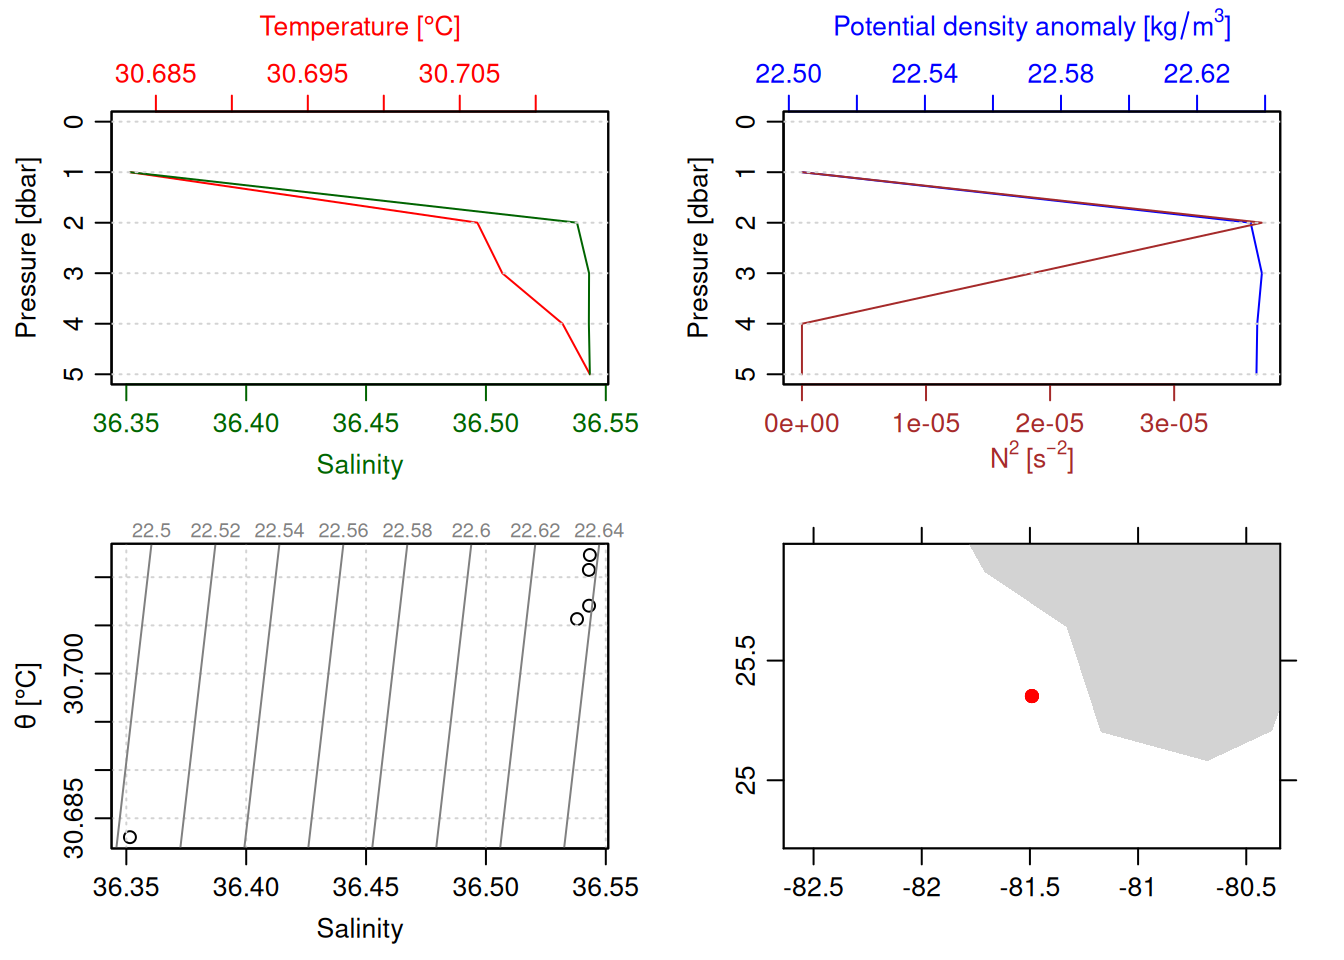 Temperature [°C]
30.685 30.695 30.705
Pressure [dbar]
0
1
2
3
4
5
36.35 36.40 36.45 36.50 36.55
Salinity
Potential density anomaly [kg/m³]
22.50 22.54 22.58 22.62
Pressure [dbar]
0
1
2
3
4
5
0e+00 1e-05 2e-05 3e-05
N² [s⁻²]
22.5 22.52 22.54 22.56 22.58 22.6 22.62 22.64
θ [°C]
30.700
30.685
36.35 36.40 36.45 36.50 36.55
Salinity
25.5
25
-82.5 -82 -81.5 -81 -80.5